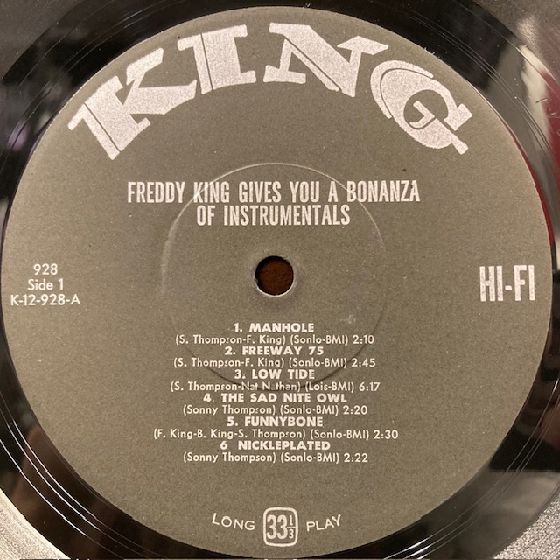 KING
FREDDY KING GIVES YOU A BONANZA
OF INSTRUMENTALS
928
Side 1
K-12-928-A
HI-FI
1. MANHOLE
(S. Thompson-F. King) (Sonlo-BMI) 2:10
2. FREEWAY 75
(S. Thompson-F. King) (Sonlo-BMI) 2:45
3. LOW TIDE
(S. Thompson-Nat Nathan) (Lois-BMI) 6:17
4. THE SAD NITE OWL
(Sonny Thompson) (Sonlo-BMI) 2:20
5. FUNNYBONE
(F. King-B. King-S. Thompson) (Sonlo-BMI) 2:30
6 NICKLEPLATED
(Sonny Thompson) (Sonlo-BMI) 2:22
LONG 33 1/3 PLAY